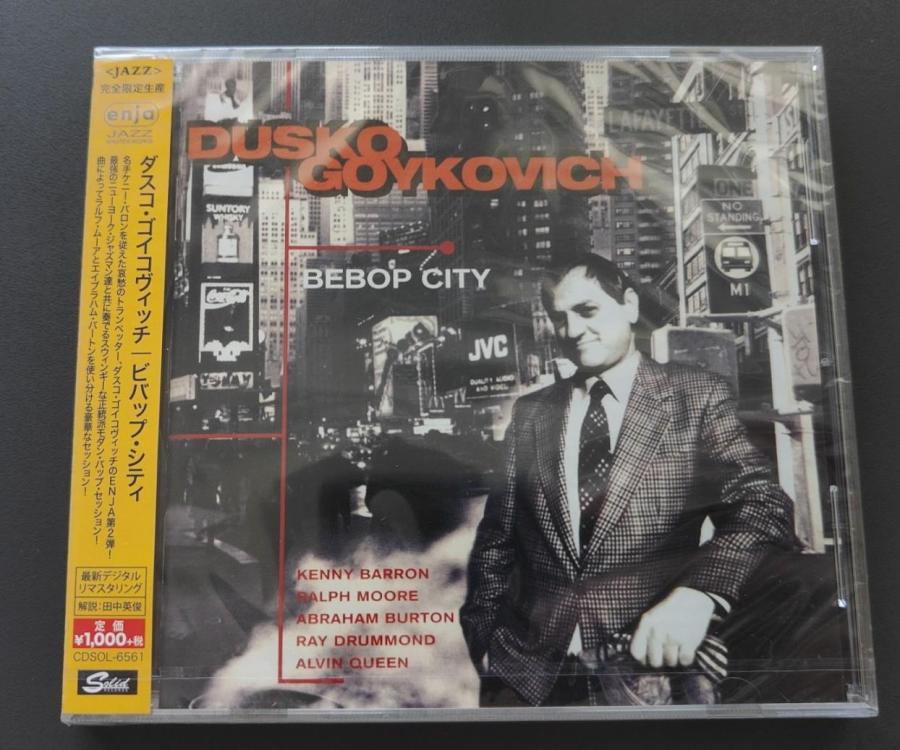 <JAZZ>
完全限定生産
enja
JAZZ
ダスコ・ゴイコヴィッチ｜ビバップ・シティ
名手ケニー・バロンを従えた哀愁のトランペッター、ダスコ・ゴイコヴィッチのENJA第2弾！
最強のニューヨーク・ジャズマン達と共に奏でるスウィンギーな正統派モダン・バップ・セッション！
曲によってラルフ・ムーアとエイブラハム・バートンを使い分ける豪華なセッション！
最新デジタル
リマスタリング
解説：田中英俊
定価
¥1,000+税
CDSOL-6561
Solid
RECORDS
DUSKO
GOYKOVICH
BEBOP CITY
SUNTORY
WHISKY
Coca-Cola
JVC
QUALITY AUDIO
AND VIDEO
LAFAYETTE
ONE
NO
STANDING
M1
KENNY BARRON
RALPH MOORE
ABRAHAM BURTON
RAY DRUMMOND
ALVIN QUEEN